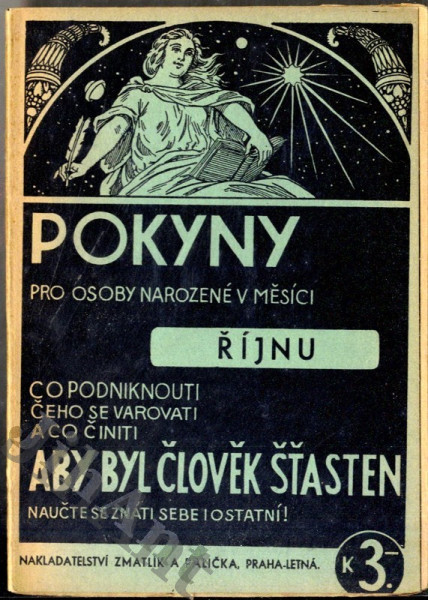 POKYNY
PRO OSOBY NAROZENÉ V MĚSÍCI
ŘÍJNU
CO PODNIKNOUTI
ČEHO SE VAROVATI
A CO ČINITI
ABY BYL ČLOVĚK ŠŤASTEN
NAUČTE SE ZNÁTI SEBE I OSTATNÍ!
NAKLADATELSTVÍ ZMATLÍK A PALIČKA, PRAHA-LETNÁ.
K 3.–